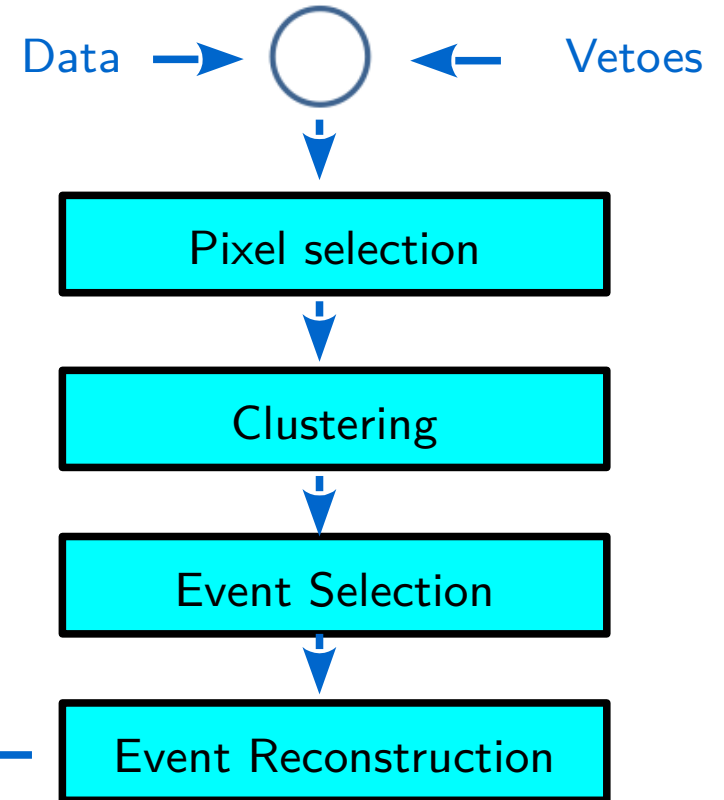 Data
Vetoes
Pixel selection
Clustering
Event Selection
Event Reconstruction